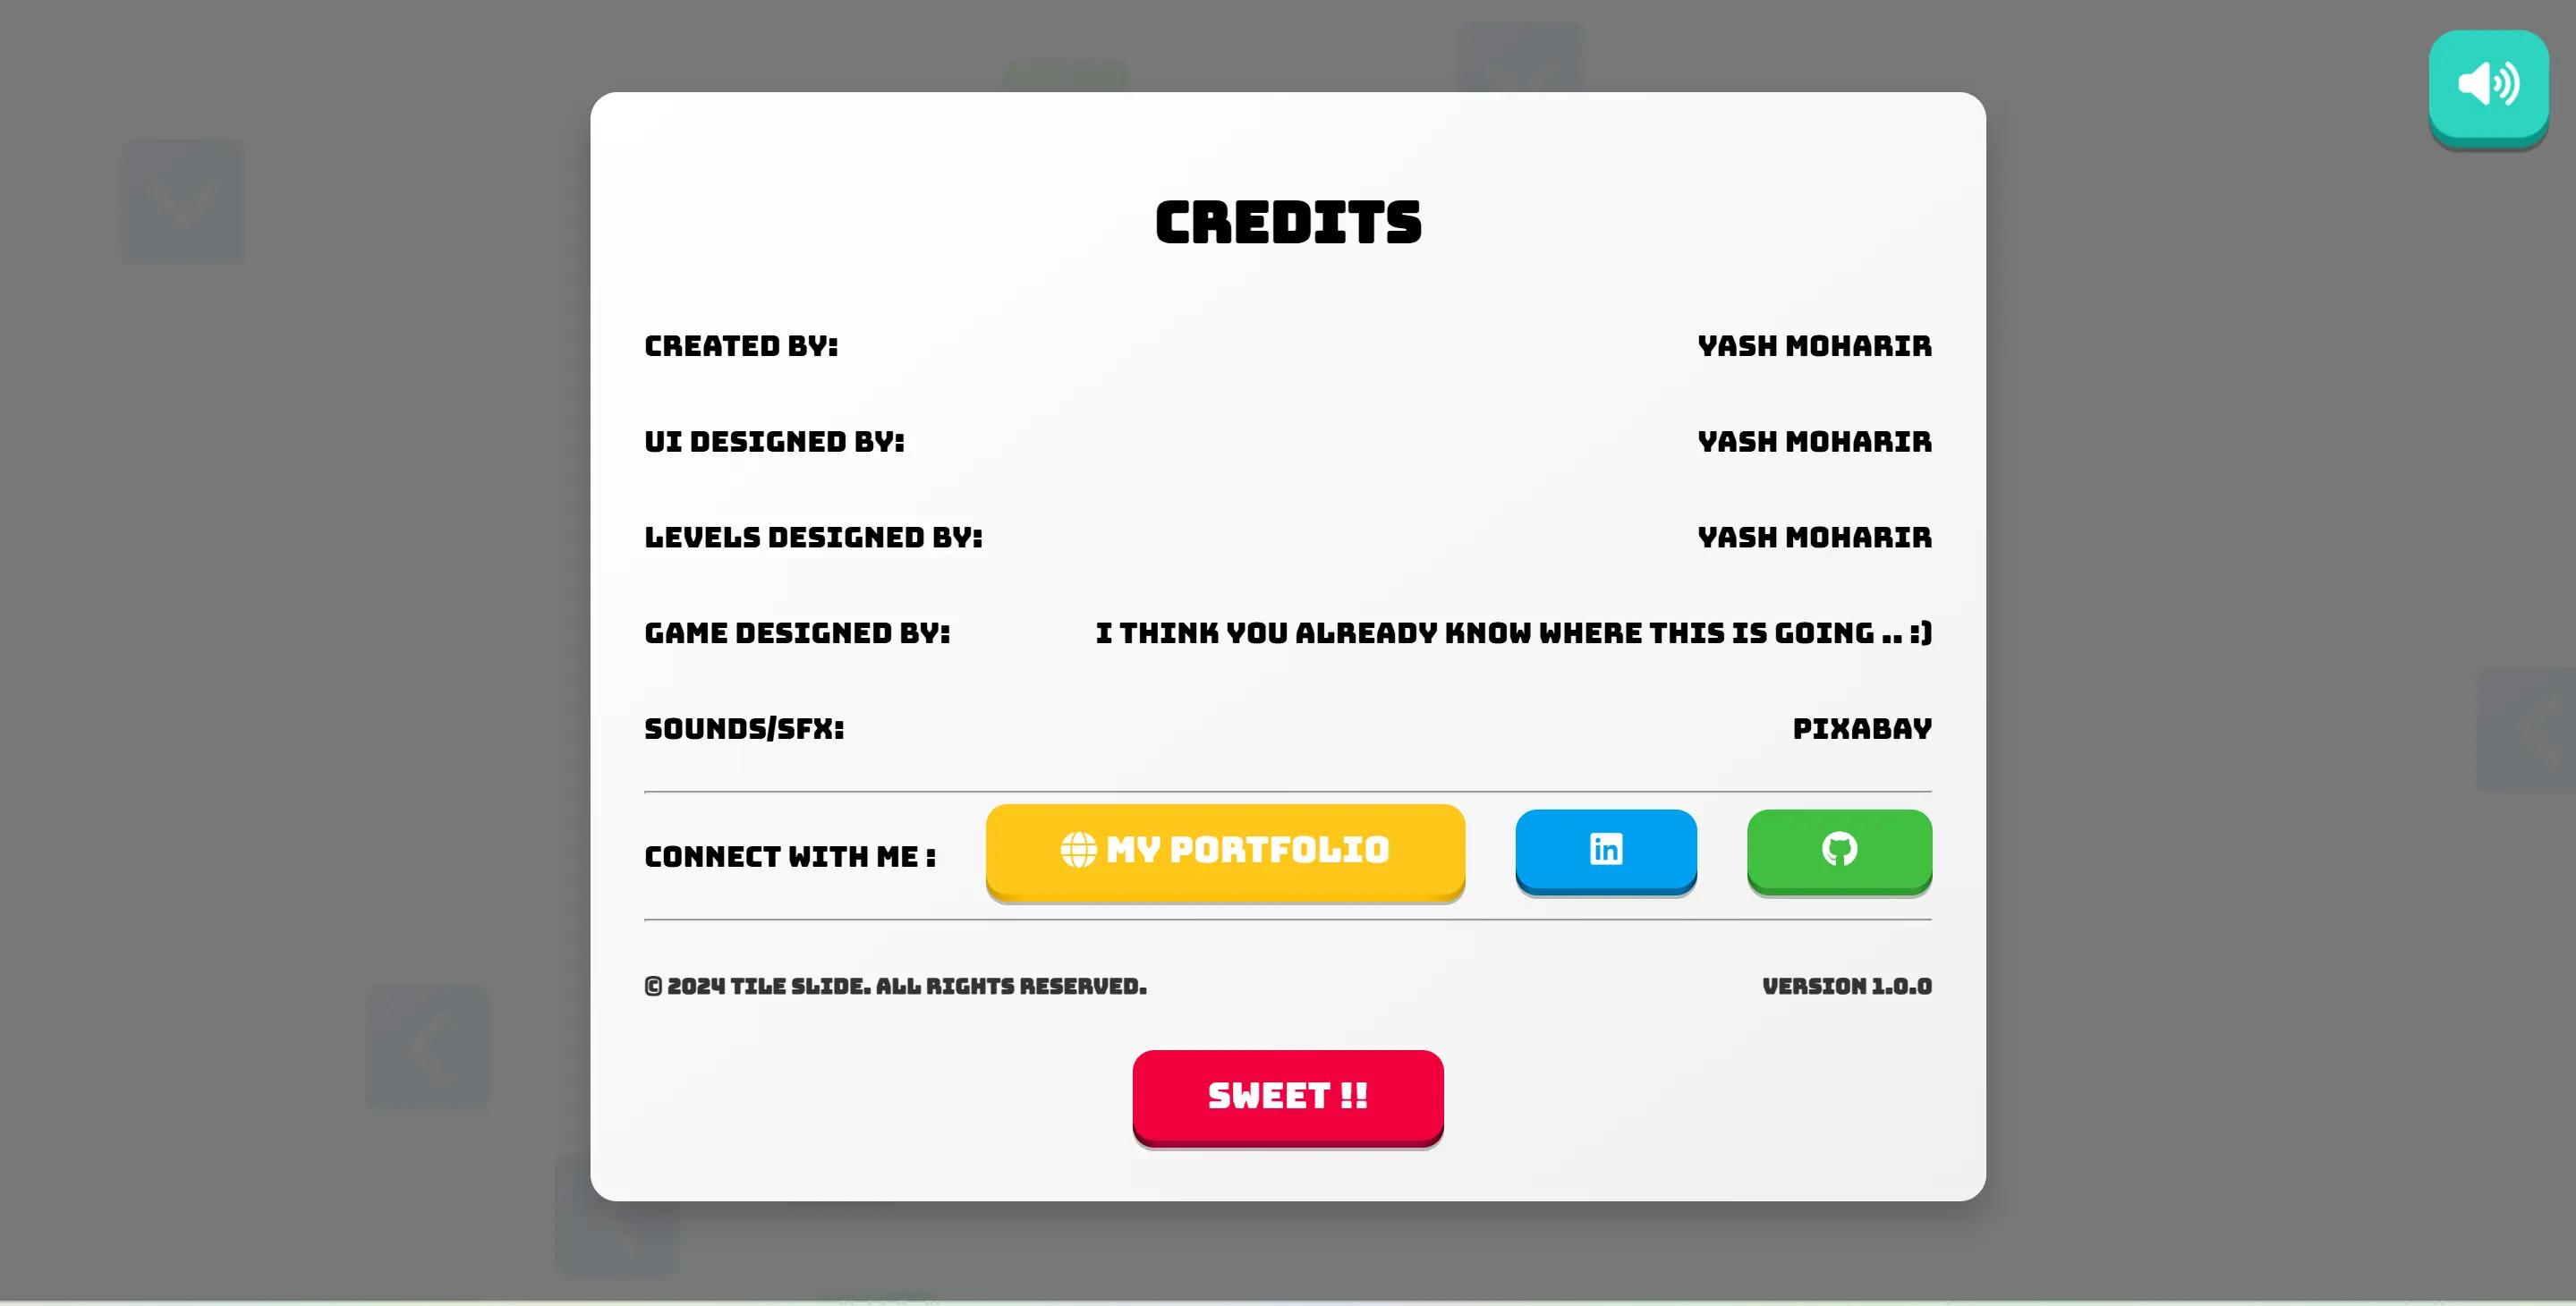 CREDITS
CREATED BY: YASH MOHARIR
UI DESIGNED BY: YASH MOHARIR
LEVELS DESIGNED BY: YASH MOHARIR
GAME DESIGNED BY: I THINK YOU ALREADY KNOW WHERE THIS IS GOING .. :)
SOUNDS/SFX: PIXABAY
CONNECT WITH ME : MY PORTFOLIO in
© 2024 TILE SLIDE. ALL RIGHTS RESERVED. VERSION 1.0.0
SWEET !!